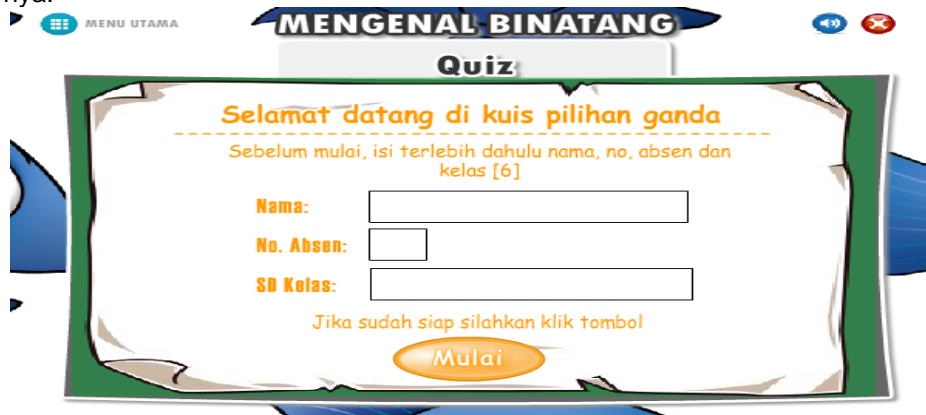 nya.
MENU UTAMA
MENGENAL BINATANG
Quiz
Selamat datang di kuis pilihan ganda
Sebelum mulai, isi terlebih dahulu nama, no, absen dan
kelas [6]
Nama:
No. Absen:
SD Kelas:
Jika sudah siap silahkan klik tombol
Mulai